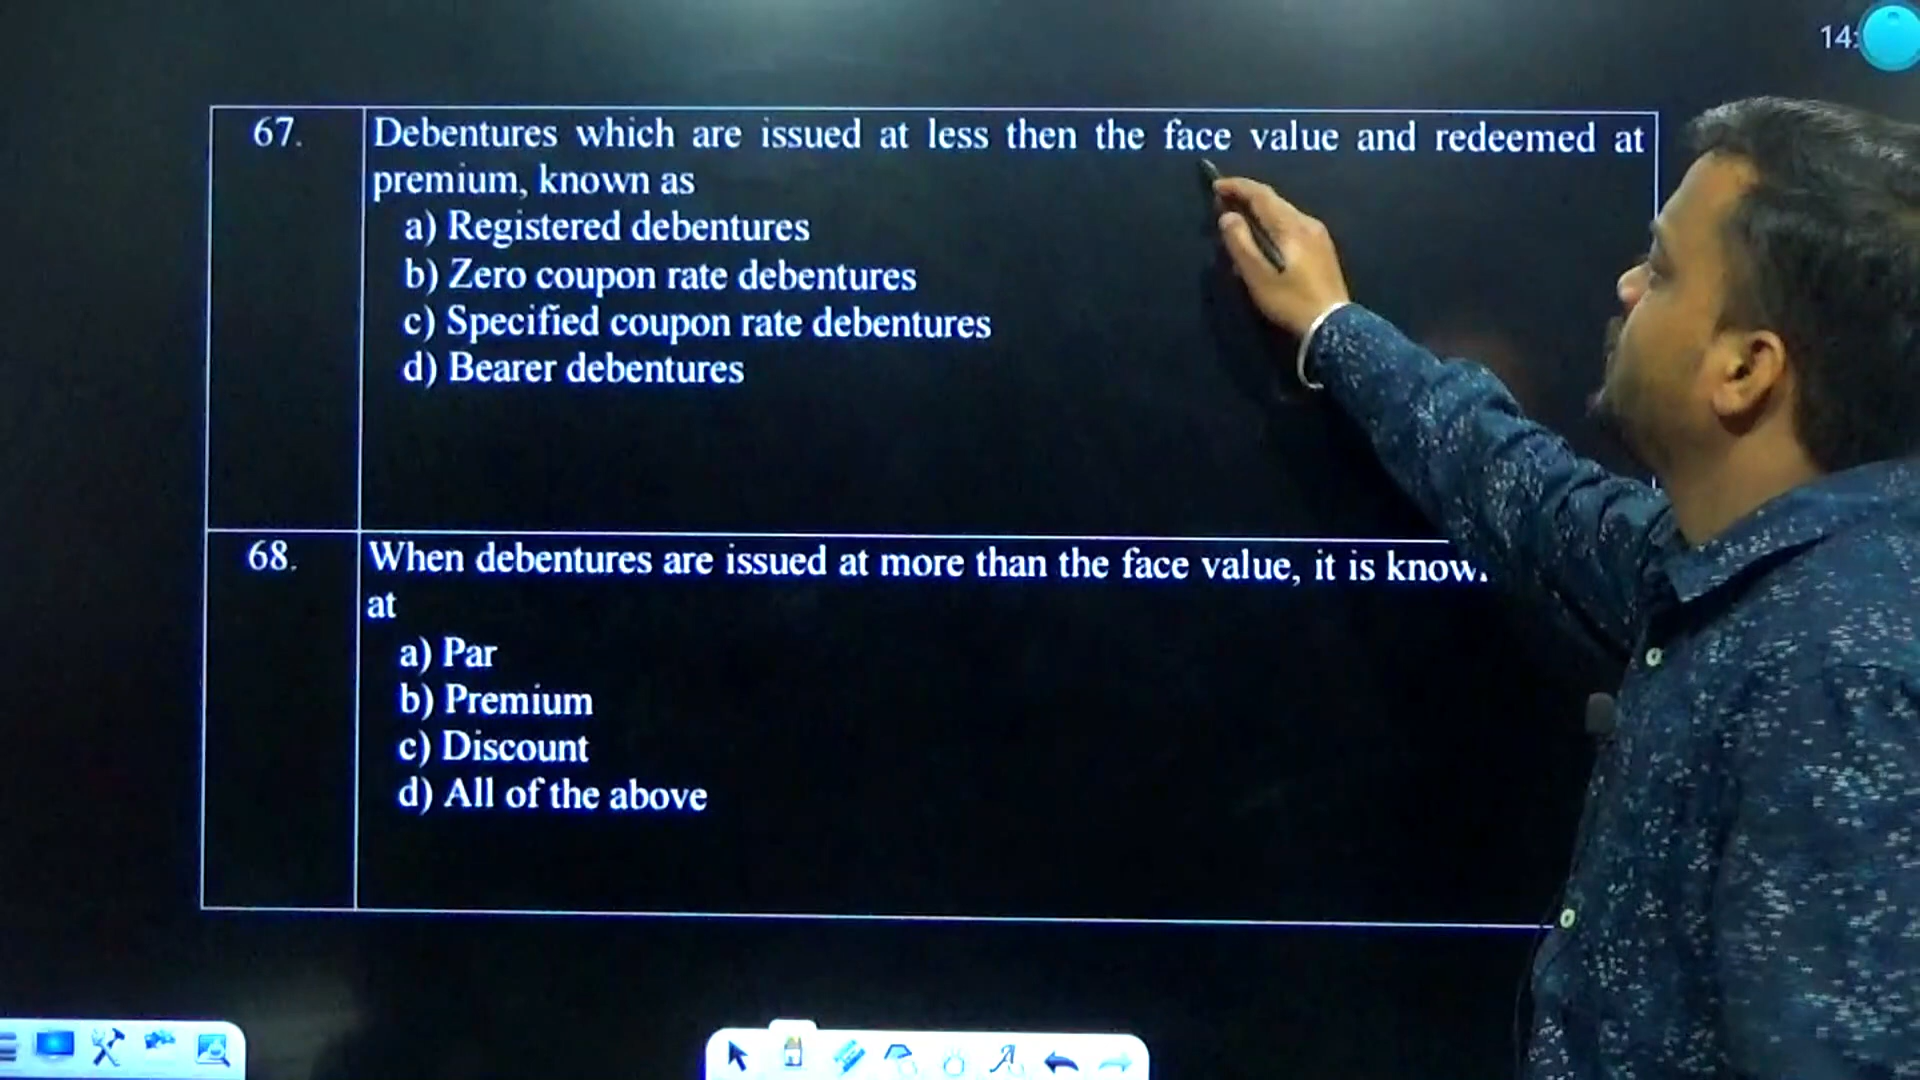 14:
67.
Debentures which are issued at less then the face value and redeemed at
premium, known as
a) Registered debentures
b) Zero coupon rate debentures
c) Specified coupon rate debentures
d) Bearer debentures
68.
When debentures are issued at more than the face value, it is know
at
a) Par
b) Premium
c) Discount
d) All of the above